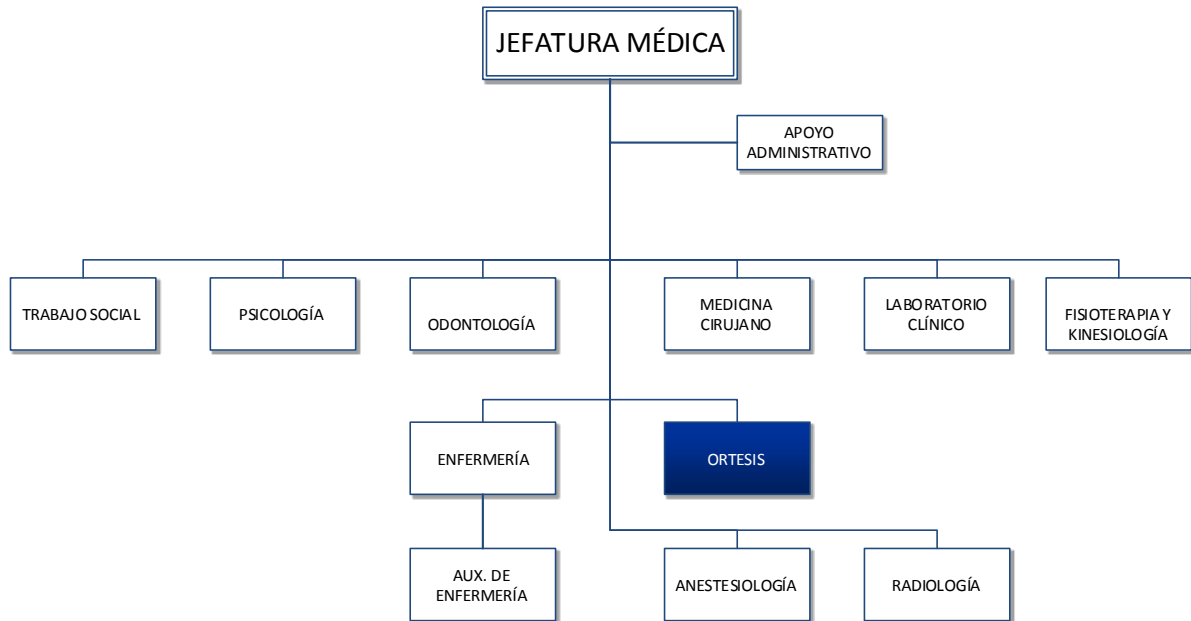 JEFATURA MÉDICA
APOYO
ADMINISTRATIVO
TRABAJO SOCIAL
PSICOLOGÍA
ODONTOLOGÍA
MEDICINA
CIRUJANO
LABORATORIO
CLÍNICO
FISIOTERAPIA Y
KINESIOLOGÍA
ENFERMERÍA
ORTESIS
AUX. DE
ENFERMERÍA
ANESTESIOLOGÍA
RADIOLOGÍA